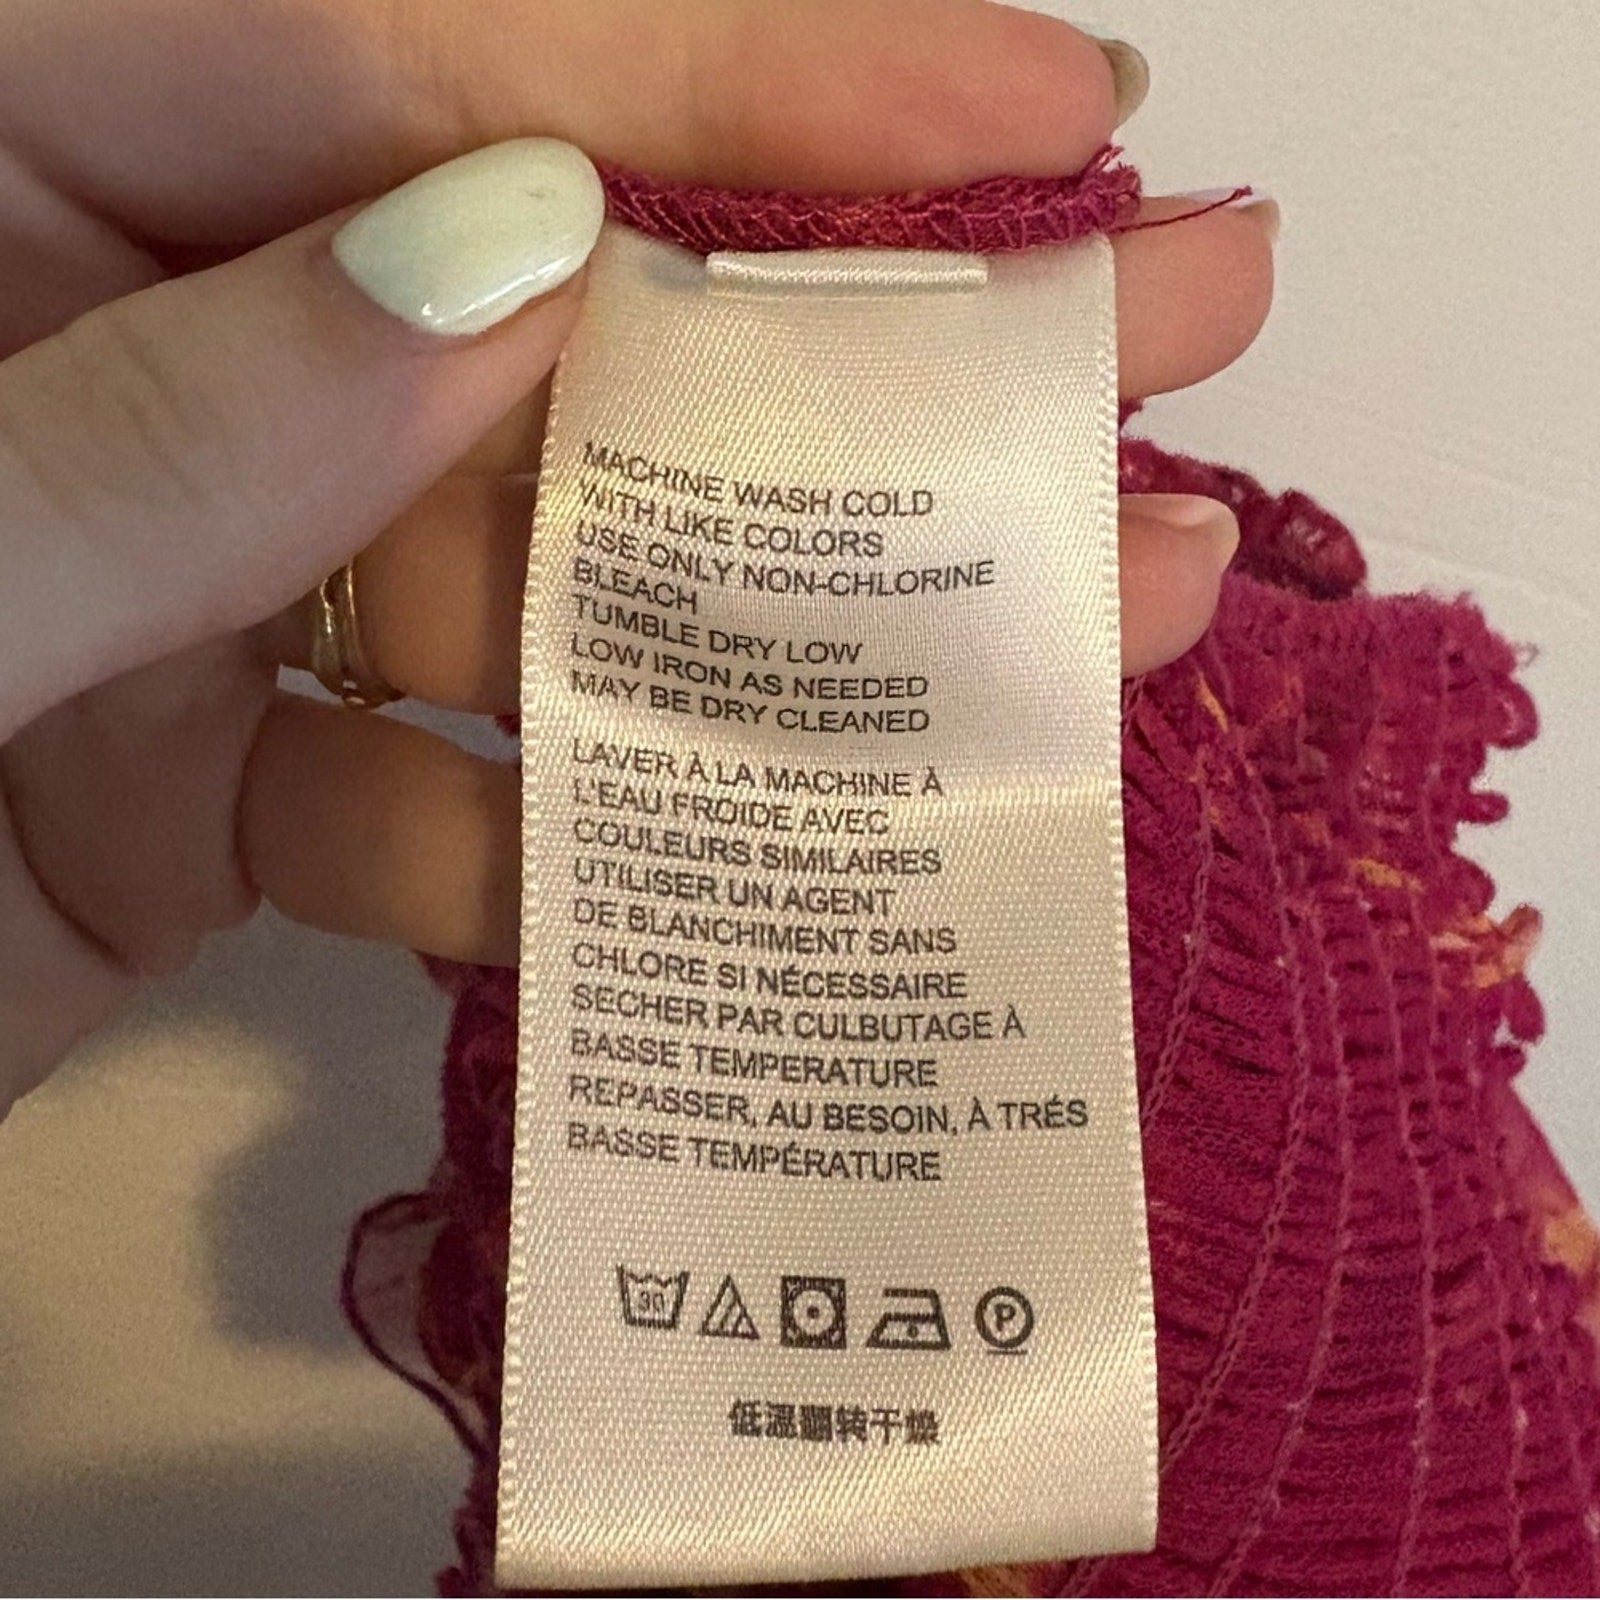 MACHINE WASH COLD
WITH LIKE COLORS
USE ONLY NON-CHLORINE
BLEACH
TUMBLE DRY LOW
LOW IRON AS NEEDED
MAY BE DRY CLEANED
LAVER À LA MACHINE À
L'EAU FROIDE AVEC
COULEURS SIMILAIRES
UTILISER UN AGENT
DE BLANCHIMENT SANS
CHLORE SI NÉCESSAIRE
SECHER PAR CULBUTAGE À
BASSE TEMPERATURE
REPASSER, AU BESOIN, À TRÉS
BASSE TEMPÉRATURE
30 P
低温翻转干燥